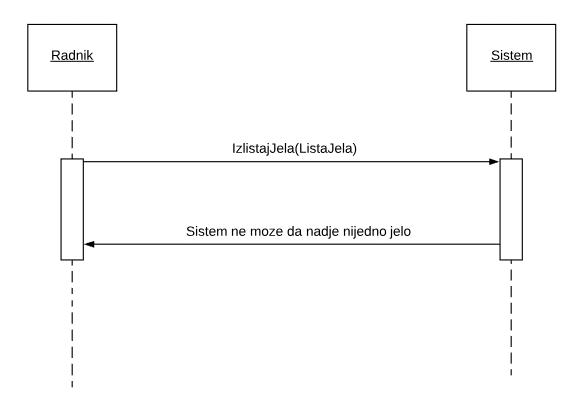 Radnik
Sistem
IzlistajJela(ListaJela)
Sistem ne moze da nadje nijedno jelo